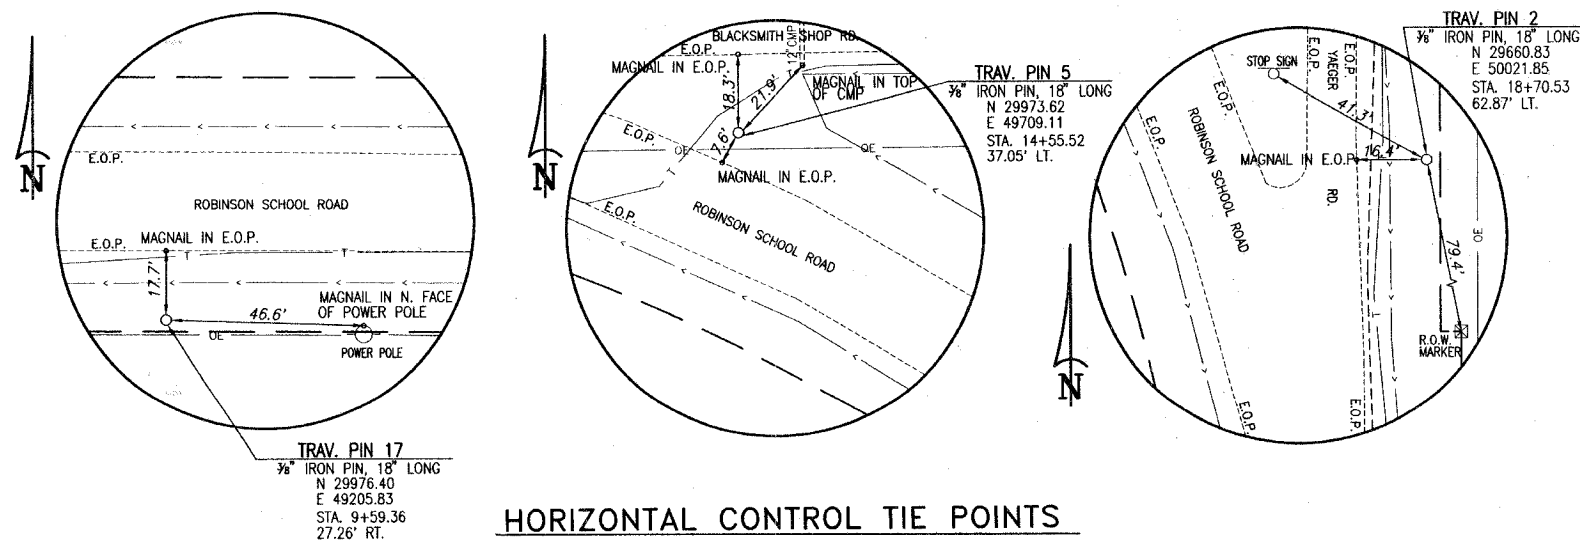 E.O.P.
ROBINSON SCHOOL ROAD
E.O.P.
MAGNAIL IN E.O.P.
T
T
17.7'
46.6'
MAGNAIL IN N. FACE
OF POWER POLE
OE
POWER POLE
N
TRAV. PIN 17
3/8" IRON PIN, 18" LONG
N 29976.40
E 49205.83
STA. 9+59.36
27.26' RT.
BLACKSMITH SHOP RD.
E.O.P.
12" CMP
MAGNAIL IN E.O.P.
T
MAGNAIL IN TOP
OF CMP
18.3'
21.9'
7.6'
E.O.P.
OE
OE
T
MAGNAIL IN E.O.P.
E.O.P.
ROBINSON SCHOOL ROAD
N
TRAV. PIN 5
3/8" IRON PIN, 18" LONG
N 29973.62
E 49709.11
STA. 14+55.52
37.05' LT.
STOP SIGN
E.O.P.
E.O.P.
YAEGER
RD.
E.O.P.
E.O.P.
ROBINSON SCHOOL ROAD
41.3'
MAGNAIL IN E.O.P.
16.4'
79.4'
OE
T
R.O.W.
MARKER
E.O.P.
E.O.P.
N
TRAV. PIN 2
3/8" IRON PIN, 18" LONG
N 29660.83
E 50021.85
STA. 18+70.53
62.87' LT.
HORIZONTAL CONTROL TIE POINTS